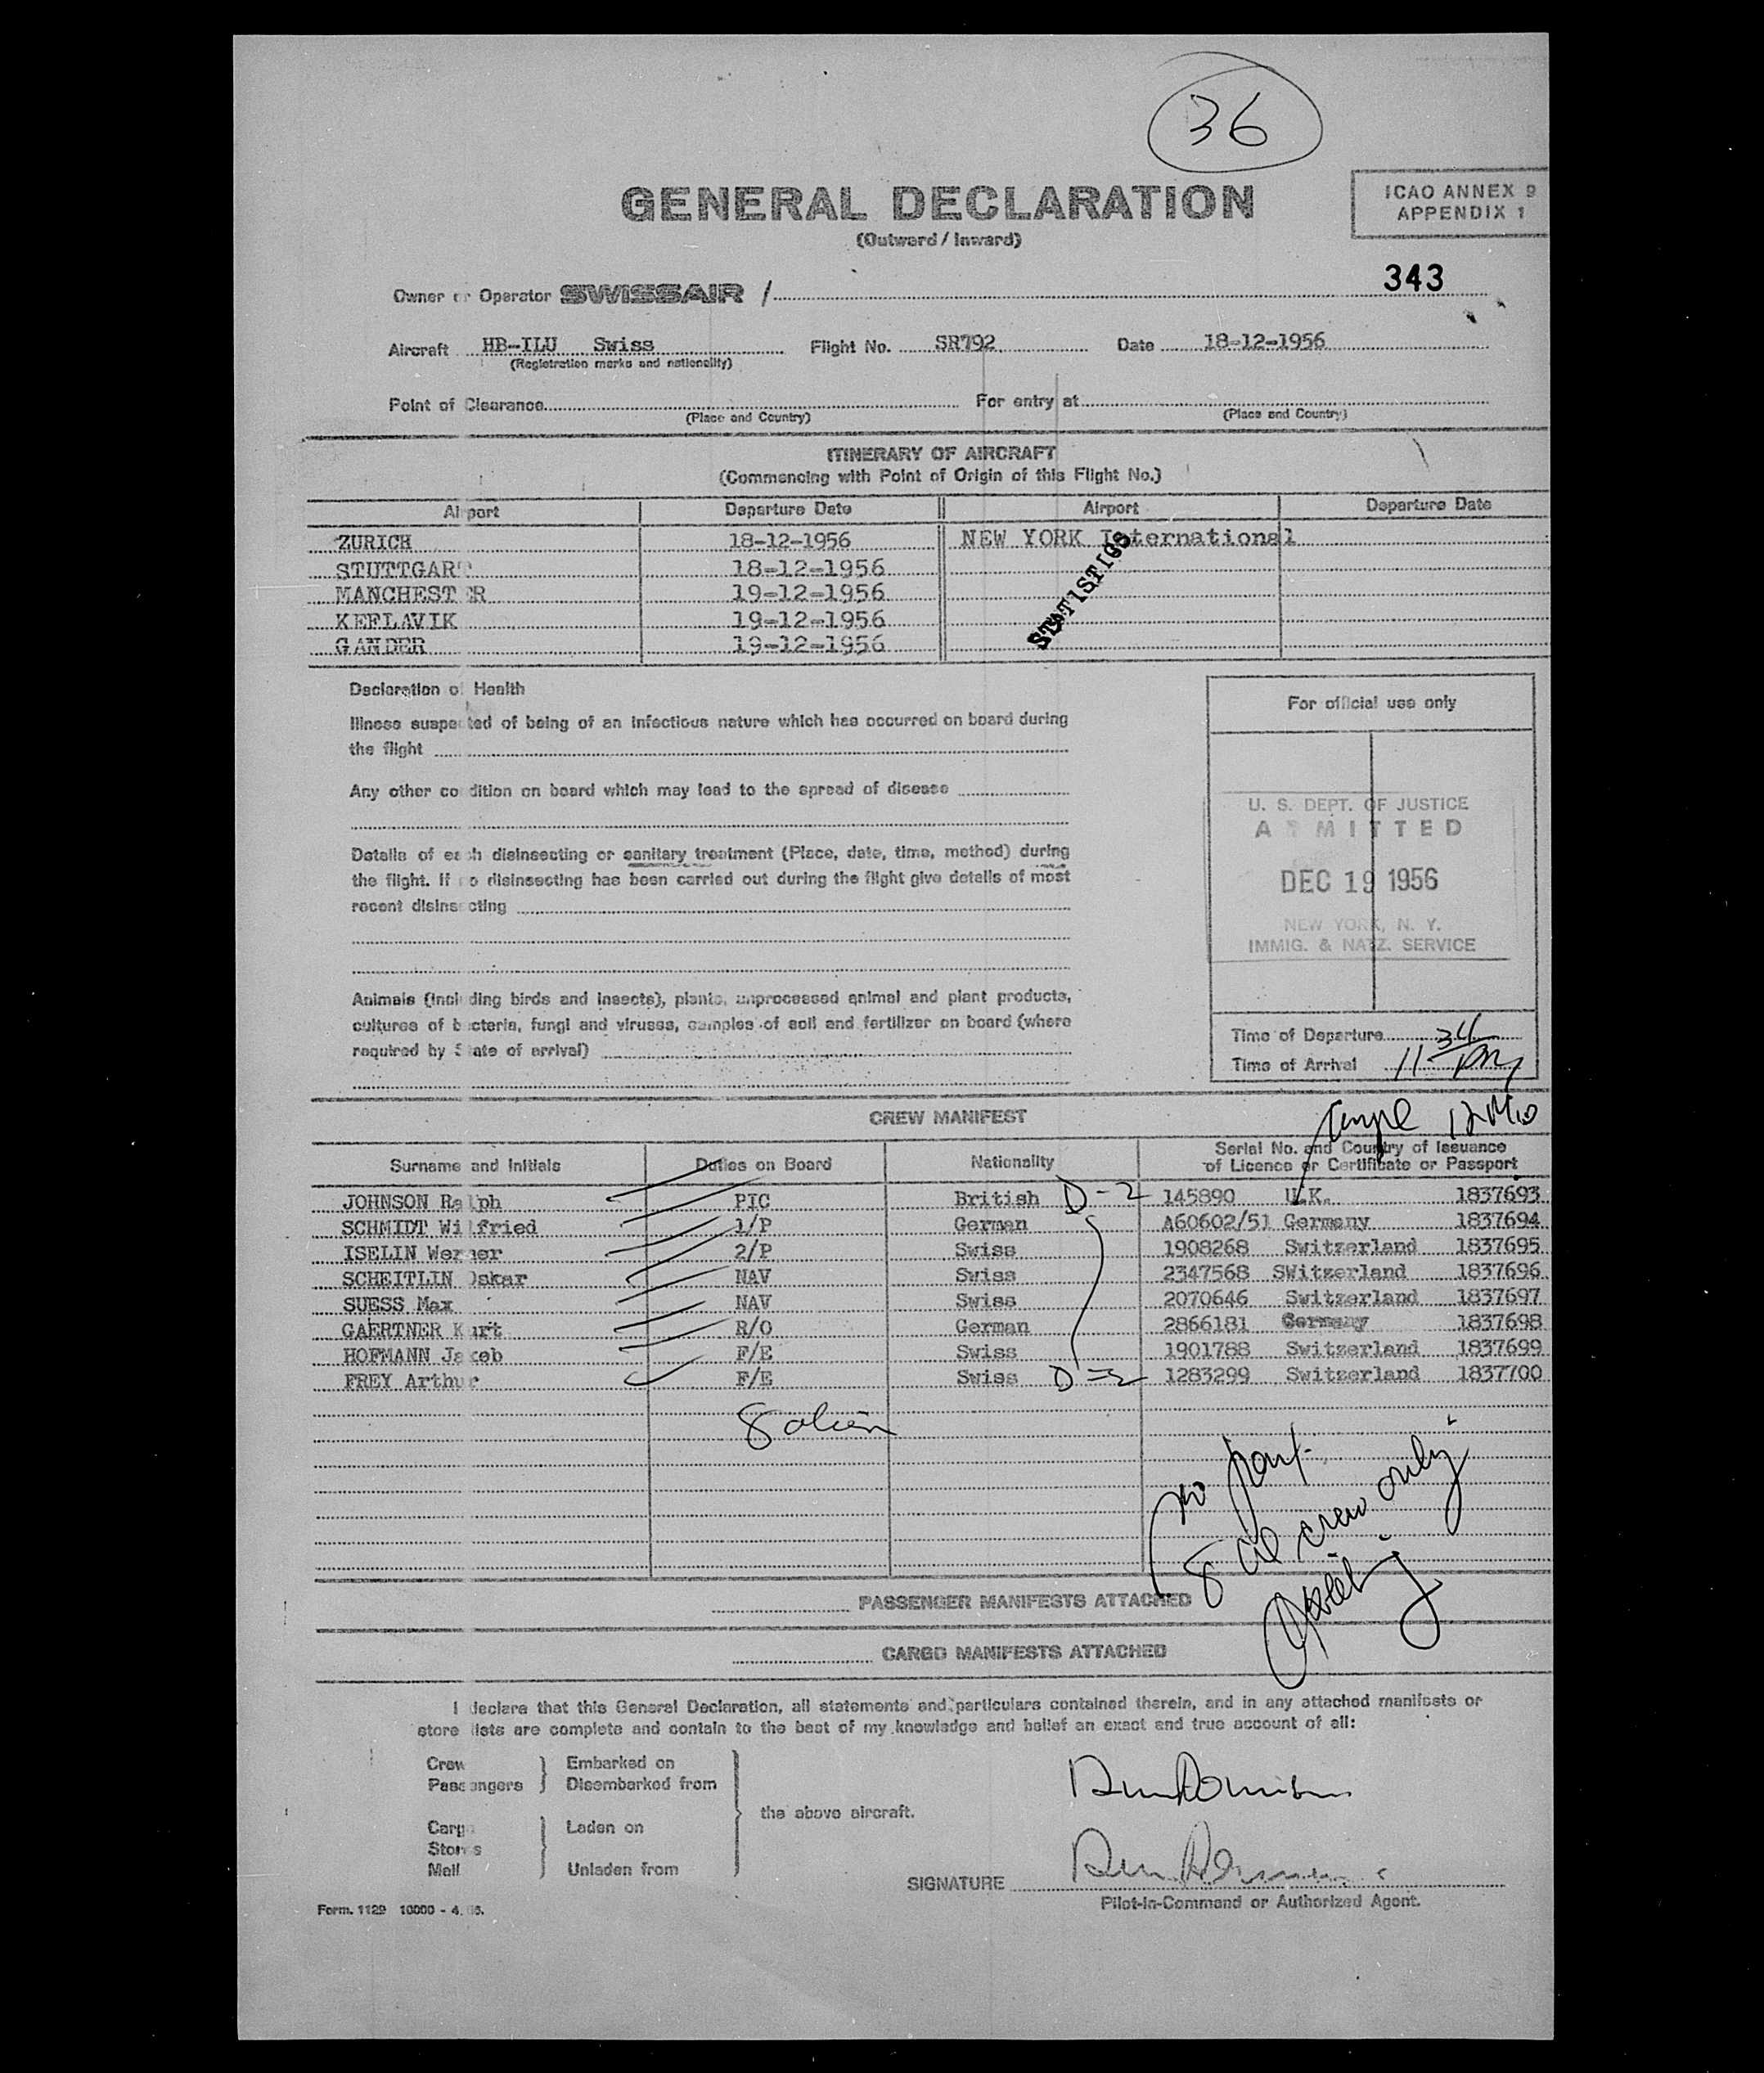 36
GENERAL DECLARATION
(Outward / Inward)
ICAO ANNEX 9
APPENDIX 1
343
Owner or Operator SWISSAIR /
Aircraft HB-ILU Swiss Flight No. SR792 Date 18-12-1956
(Registration marks and nationality)
Point of Clearance For entry at
(Place and Country) (Place and Country)
ITINERARY OF AIRCRAFT
(Commencing with Point of Origin of this Flight No.)
Airport Departure Date Airport Departure Date
ZURICH 18-12-1956 NEW YORK International
STUTTGART 18-12-1956
MANCHESTER 19-12-1956
KEFLAVIK 19-12-1956
GANDER 19-12-1956
STATISTICS
Declaration of Health
Illness suspected of being of an infectious nature which has occurred on board during
the flight
Any other condition on board which may lead to the spread of disease
Details of each disinsecting or sanitary treatment (Place, date, time, method) during
the flight. If no disinsecting has been carried out during the flight give details of most
recent disinsecting
Animals (including birds and insects), plants, unprocessed animal and plant products,
cultures of bacteria, fungi and viruses, samples of soil and fertilizer on board (where
required by State of arrival)
For official use only
U. S. DEPT. OF JUSTICE
ADMITTED
DEC 19 1956
NEW YORK, N. Y.
IMMIG. & NATZ. SERVICE
Time of Departure
Time of Arrival 11 34 PM
CREW MANIFEST
Surname and Initials Duties on Board Nationality Serial No. and Country of Issuance
of Licence or Certificate or Passport
JOHNSON Ralph PIC British D-2 145890 U.K. 1837693
SCHMIDT Wilfried 1/P German A60602/51 Germany 1837694
ISELIN Werner 2/P Swiss 1908268 Switzerland 1837695
SCHEITLIN Oskar NAV Swiss 2347568 SWitzerland 1837696
SUESS Max NAV Swiss 2070646 Switzerland 1837697
GAERTNER Kurt R/O German 2866181 Germany 1837698
HOFMANN Jakob F/E Swiss 1901788 Switzerland 1837699
FREY Arthur F/E Swiss D=2 1283299 Switzerland 1837700
8 alien
no
8 crew only
PASSENGER MANIFESTS ATTACHED
CARGO MANIFESTS ATTACHED
I declare that this General Declaration, all statements and particulars contained therein, and in any attached manifests or
store lists are complete and contain to the best of my knowledge and belief an exact and true account of all:
Crew Embarked on
Passengers Disembarked from
the above aircraft.
Cargo Laden on
Stores
Mail Unladen from
SIGNATURE
Pilot-in-Command or Authorized Agent.
Form. 1129 10000 - 4.